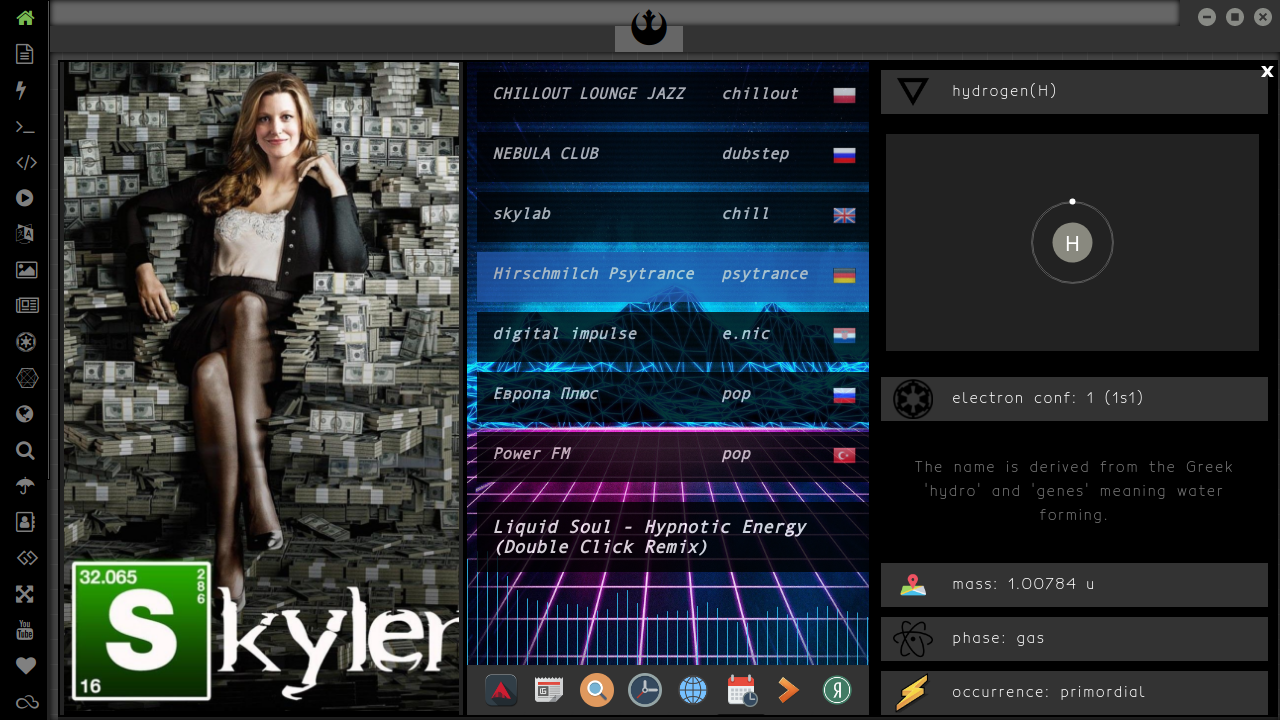 32.065
2
8
6
S
kyler
16
CHILLOUT LOUNGE JAZZ chillout
NEBULA CLUB dubstep
skylab chill
Hirschmilch Psytrance psytrance
digital impulse e.nic
Европа Плюс pop
Power FM pop
Liquid Soul - Hypnotic Energy
(Double Click Remix)
x
hydrogen(H)
H
electron conf: 1 (1s1)
The name is derived from the Greek
'hydro' and 'genes' meaning water
forming.
mass: 1.00784 u
phase: gas
occurrence: primordial
You
Tube
Я